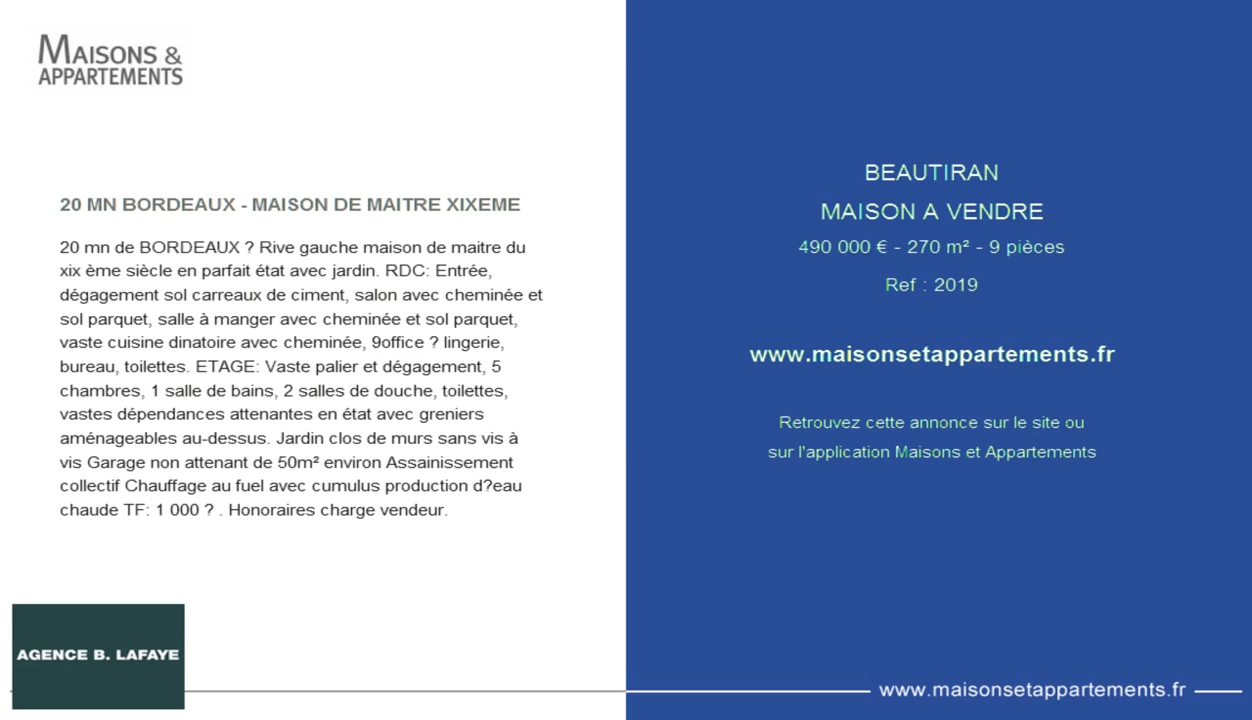 MAISONS &
APPARTEMENTS
20 MN BORDEAUX - MAISON DE MAITRE XIXEME
20 mn de BORDEAUX ? Rive gauche maison de maitre du
xix ème siècle en parfait état avec jardin. RDC: Entrée,
dégagement sol carreaux de ciment, salon avec cheminée et
sol parquet, salle à manger avec cheminée et sol parquet,
vaste cuisine dinatoire avec cheminée, 9office ? lingerie,
bureau, toilettes. ETAGE: Vaste palier et dégagement, 5
chambres, 1 salle de bains, 2 salles de douche, toilettes,
vastes dépendances attenantes en état avec greniers
aménageables au-dessus. Jardin clos de murs sans vis à
vis Garage non attenant de 50m² environ Assainissement
collectif Chauffage au fuel avec cumulus production d?eau
chaude TF: 1 000 ? . Honoraires charge vendeur.
AGENCE B. LAFAYE
BEAUTIRAN
MAISON A VENDRE
490 000 € - 270 m² - 9 pièces
Ref : 2019
www.maisonsetappartements.fr
Retrouvez cette annonce sur le site ou
sur l'application Maisons et Appartements
www.maisonsetappartements.fr